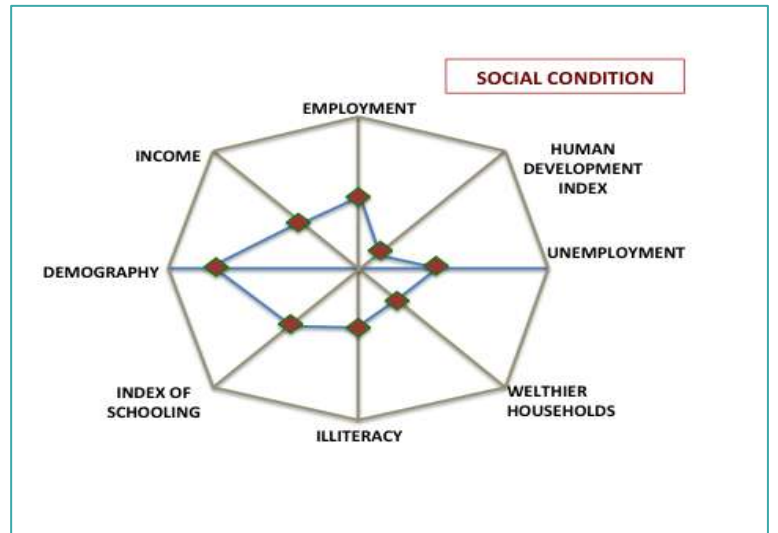 SOCIAL CONDITION
EMPLOYMENT
INCOME
HUMAN
DEVELOPMENT
INDEX
UNEMPLOYMENT
DEMOGRAPHY
INDEX OF
SCHOOLING
WELTHIER
HOUSEHOLDS
ILLITERACY